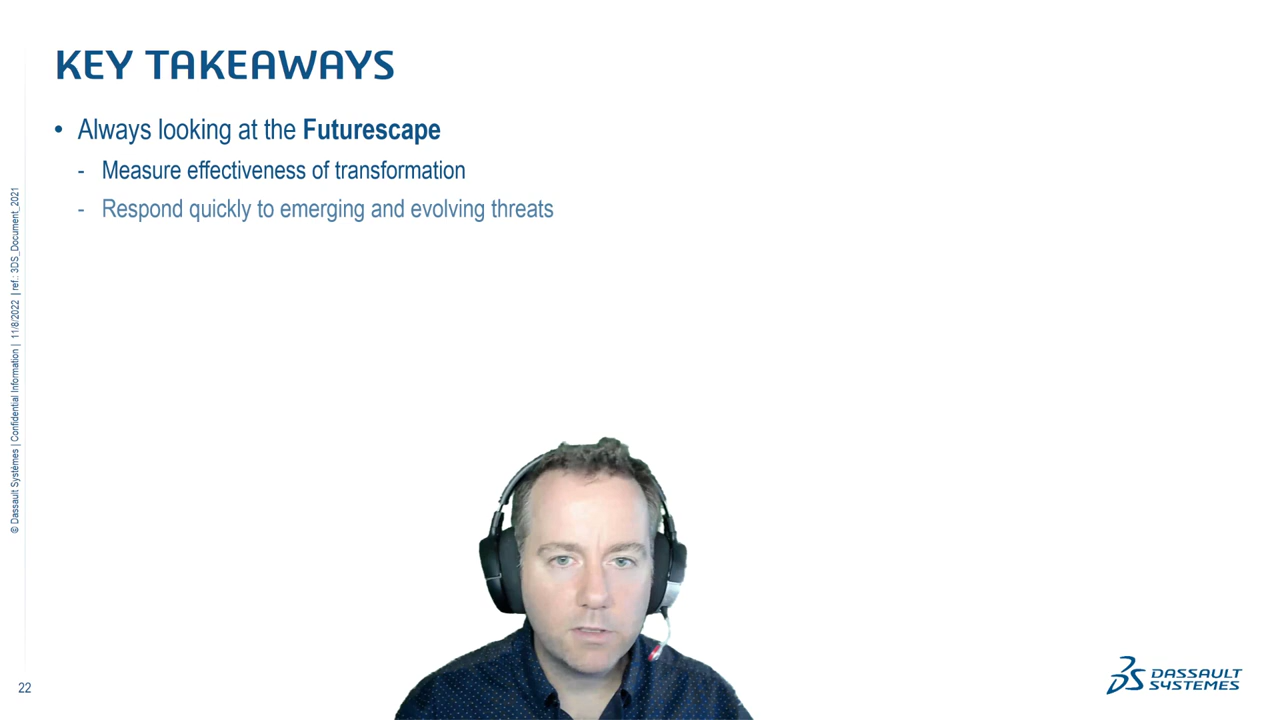 KEY TAKEAWAYS
• Always looking at the Futurescape
- Measure effectiveness of transformation
- Respond quickly to emerging and evolving threats
© Dassault Systèmes | Confidential Information | 11/8/2022 | ref.: 3DS_Document_2021
22
DASSAULT
SYSTEMES